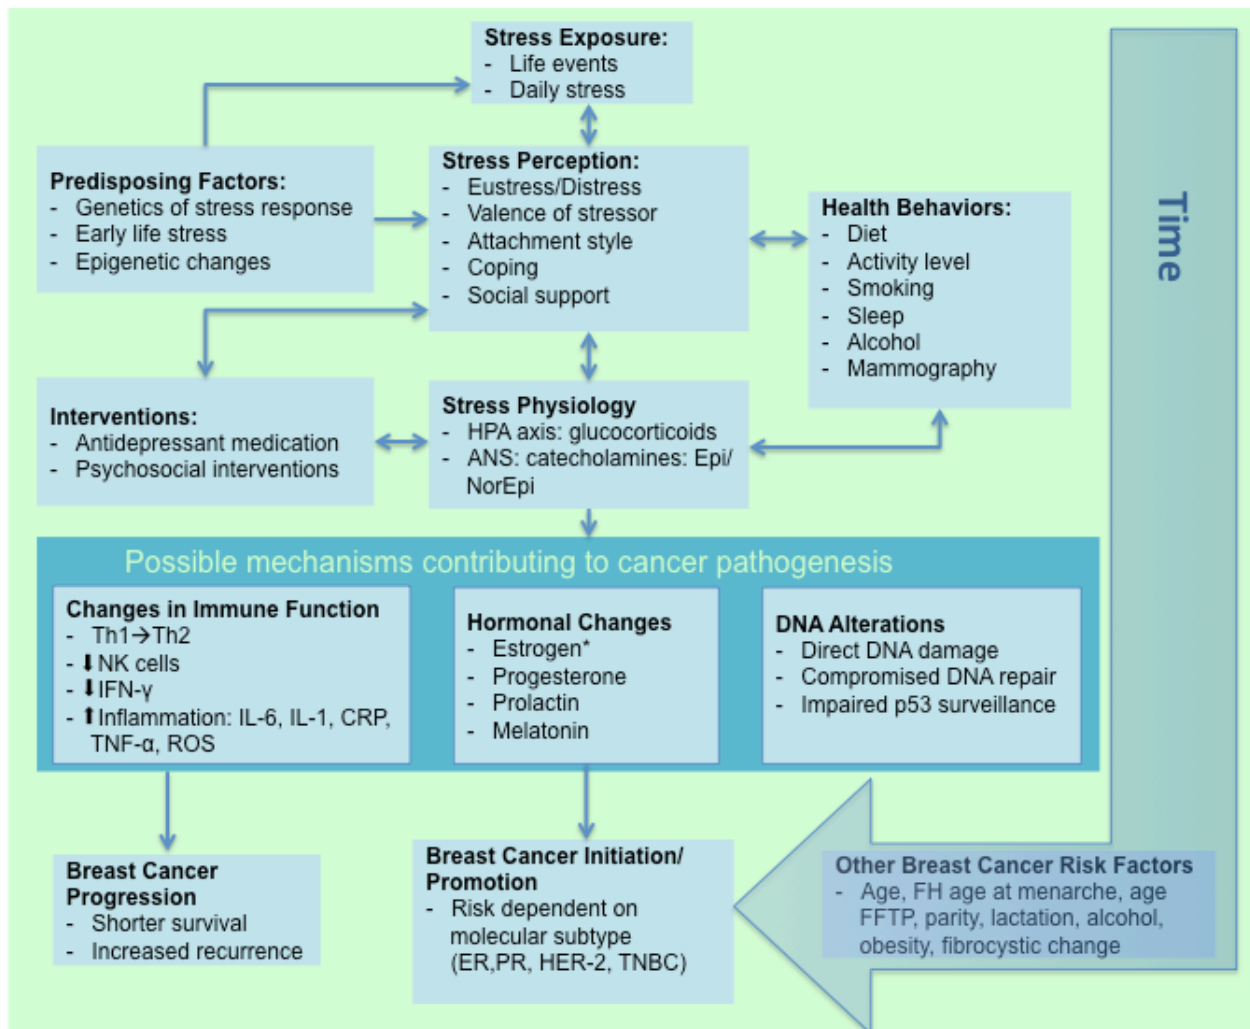 Stress Exposure:
- Life events
- Daily stress
Predisposing Factors:
- Genetics of stress response
- Early life stress
- Epigenetic changes
Stress Perception:
- Eustress/Distress
- Valence of stressor
- Attachment style
- Coping
- Social support
Health Behaviors:
- Diet
- Activity level
- Smoking
- Sleep
- Alcohol
- Mammography
Time
Interventions:
- Antidepressant medication
- Psychosocial interventions
Stress Physiology
- HPA axis: glucocorticoids
- ANS: catecholamines: Epi/
NorEpi
Possible mechanisms contributing to cancer pathogenesis
Changes in Immune Function
- Th1→Th2
- ⬇NK cells
- ⬇IFN-γ
- ⬆Inflammation: IL-6, IL-1, CRP,
TNF-α, ROS
Hormonal Changes
- Estrogen*
- Progesterone
- Prolactin
- Melatonin
DNA Alterations
- Direct DNA damage
- Compromised DNA repair
- Impaired p53 surveillance
Breast Cancer
Progression
- Shorter survival
- Increased recurrence
Breast Cancer Initiation/
Promotion
- Risk dependent on
molecular subtype
(ER,PR, HER-2, TNBC)
Other Breast Cancer Risk Factors
- Age, FH age at menarche, age
FFTP, parity, lactation, alcohol,
obesity, fibrocystic change